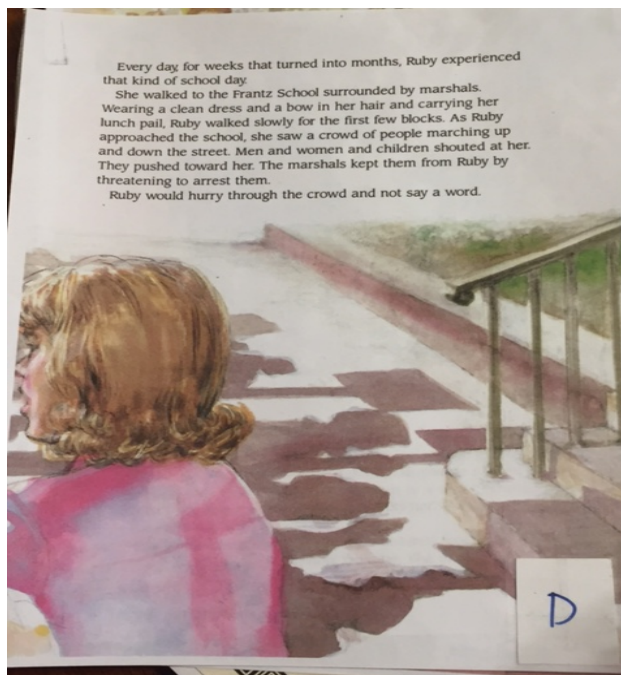 Every day, for weeks that turned into months, Ruby experienced
that kind of school day.
She walked to the Frantz School surrounded by marshals.
Wearing a clean dress and a bow in her hair and carrying her
lunch pail, Ruby walked slowly for the first few blocks. As Ruby
approached the school, she saw a crowd of people marching up
and down the street. Men and women and children shouted at her.
They pushed toward her. The marshals kept them from Ruby by
threatening to arrest them.
Ruby would hurry through the crowd and not say a word.
D